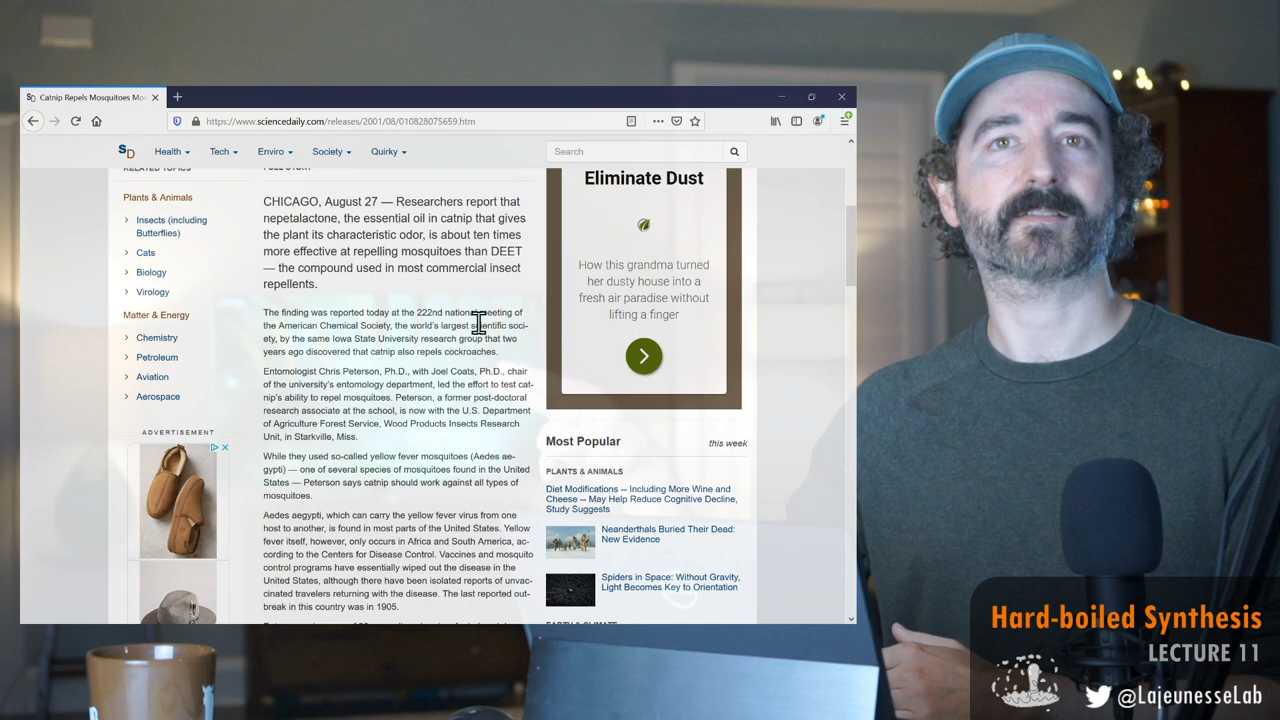 Catnip Repels Mosquitoes Mo
https://www.sciencedaily.com/releases/2001/08/010828075659.htm
SD
Health
Tech
Enviro
Society
Quirky
Search
RELATED TOPICS
Plants & Animals
Insects (including
Butterflies)
Cats
Biology
Virology
Matter & Energy
Chemistry
Petroleum
Aviation
Aerospace
ADVERTISEMENT
FULL STORY
CHICAGO, August 27 — Researchers report that
nepetalactone, the essential oil in catnip that gives
the plant its characteristic odor, is about ten times
more effective at repelling mosquitoes than DEET
— the compound used in most commercial insect
repellents.
The finding was reported today at the 222nd national meeting of
the American Chemical Society, the world's largest scientific soci-
ety, by the same Iowa State University research group that two
years ago discovered that catnip also repels cockroaches.
Entomologist Chris Peterson, Ph.D., with Joel Coats, Ph.D., chair
of the university's entomology department, led the effort to test cat-
nip's ability to repel mosquitoes. Peterson, a former post-doctoral
research associate at the school, is now with the U.S. Department
of Agriculture Forest Service, Wood Products Insects Research
Unit, in Starkville, Miss.
While they used so-called yellow fever mosquitoes (Aedes ae-
gypti) — one of several species of mosquitoes found in the United
States — Peterson says catnip should work against all types of
mosquitoes.
Aedes aegypti, which can carry the yellow fever virus from one
host to another, is found in most parts of the United States. Yellow
fever itself, however, only occurs in Africa and South America, ac-
cording to the Centers for Disease Control. Vaccines and mosquito
control programs have essentially wiped out the disease in the
United States, although there have been isolated reports of unvac-
cinated travelers returning with the disease. The last reported out-
break in this country was in 1905.
Eliminate Dust
How this grandma turned
her dusty house into a
fresh air paradise without
lifting a finger
Most Popular
this week
PLANTS & ANIMALS
Diet Modifications -- Including More Wine and
Cheese -- May Help Reduce Cognitive Decline,
Study Suggests
Neanderthals Buried Their Dead:
New Evidence
Spiders in Space: Without Gravity,
Light Becomes Key to Orientation
EARTH & CLIMATE
Hard-boiled Synthesis
LECTURE 11
@LajeunesseLab